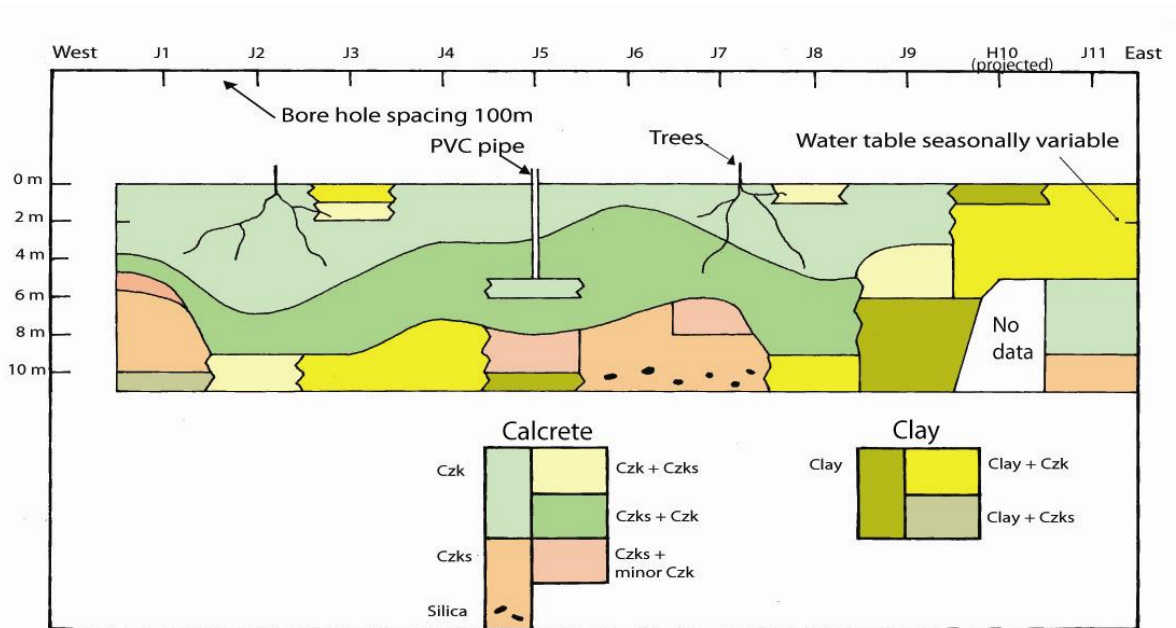 West J1 J2 J3 J4 J5 J6 J7 J8 J9 H10 J11 East
(projected)
Bore hole spacing 100m
PVC pipe
Trees
Water table seasonally variable
0 m
2 m
4 m
6 m
8 m
10 m
No
data
Calcrete
Czk
Czk + Czks
Czks + Czk
Czks
Czks +
minor Czk
Silica
Clay
Clay
Clay + Czk
Clay + Czks